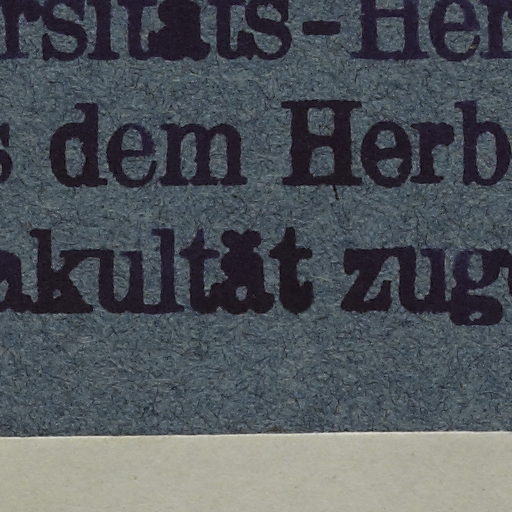 rsitäts-Her
s dem Herb
akultät zug